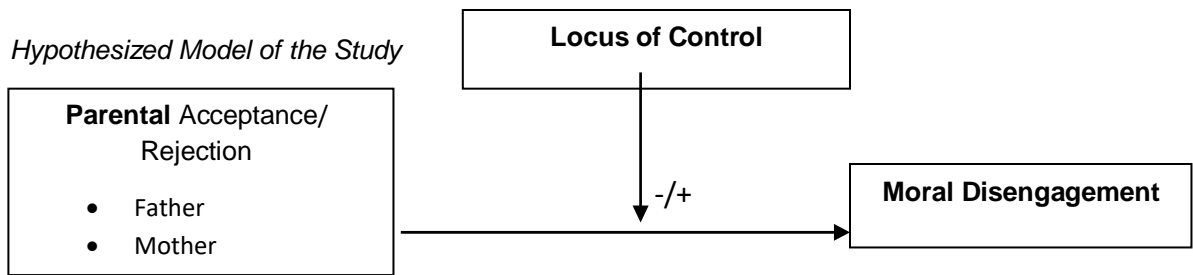 Hypothesized Model of the Study
Locus of Control
Parental Acceptance/
Rejection
• Father
• Mother
-/+
Moral Disengagement